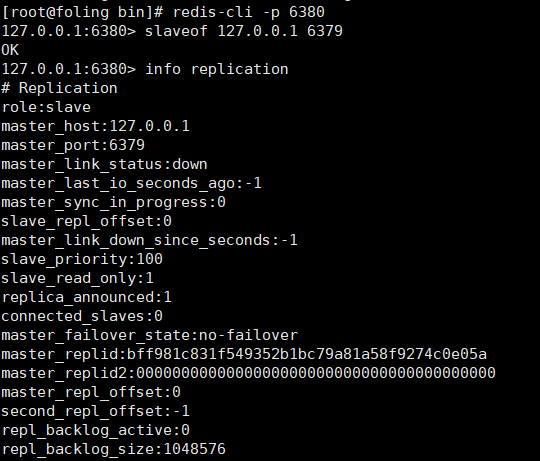 [root@foling bin]# redis-cli -p 6380
127.0.0.1:6380> slaveof 127.0.0.1 6379
OK
127.0.0.1:6380> info replication
# Replication
role:slave
master_host:127.0.0.1
master_port:6379
master_link_status:down
master_last_io_seconds_ago:-1
master_sync_in_progress:0
slave_repl_offset:0
master_link_down_since_seconds:-1
slave_priority:100
slave_read_only:1
replica_announced:1
connected_slaves:0
master_failover_state:no-failover
master_replid:bff981c831f549352b1bc79a81a58f9274c0e05a
master_replid2:0000000000000000000000000000000000000000
master_repl_offset:0
second_repl_offset:-1
repl_backlog_active:0
repl_backlog_size:1048576